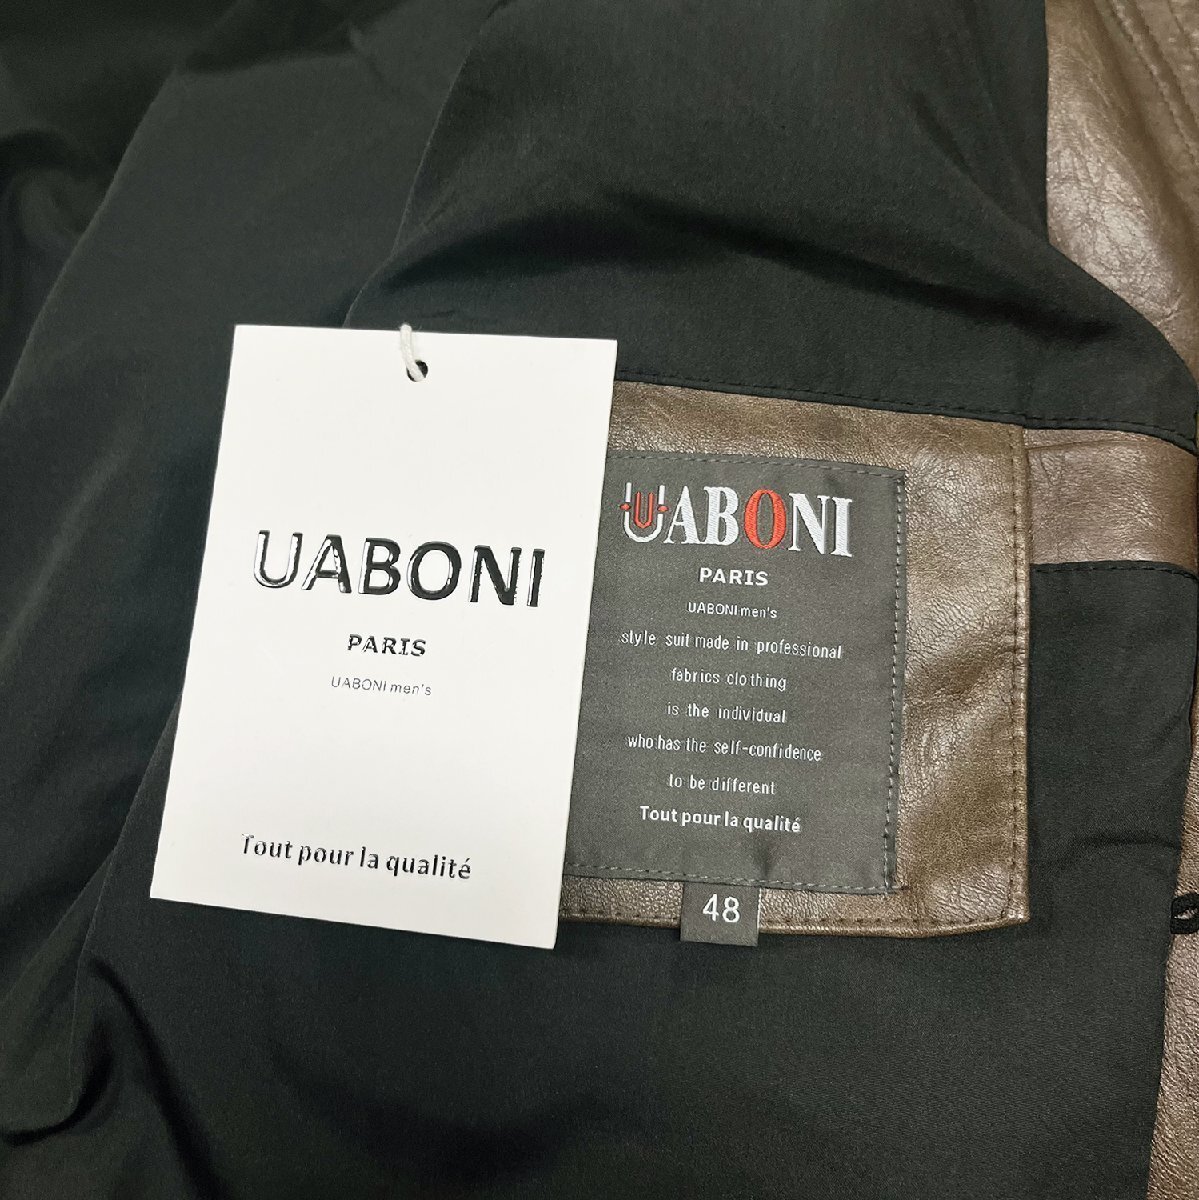 UABONI
PARIS
UABONI men's
Tout pour la qualité
UABONI
PARIS
UABONI men's
style suit made in professional
fabrics clothing
is the individual
who has the self-confidence
to be different
Tout pour la qualité
48